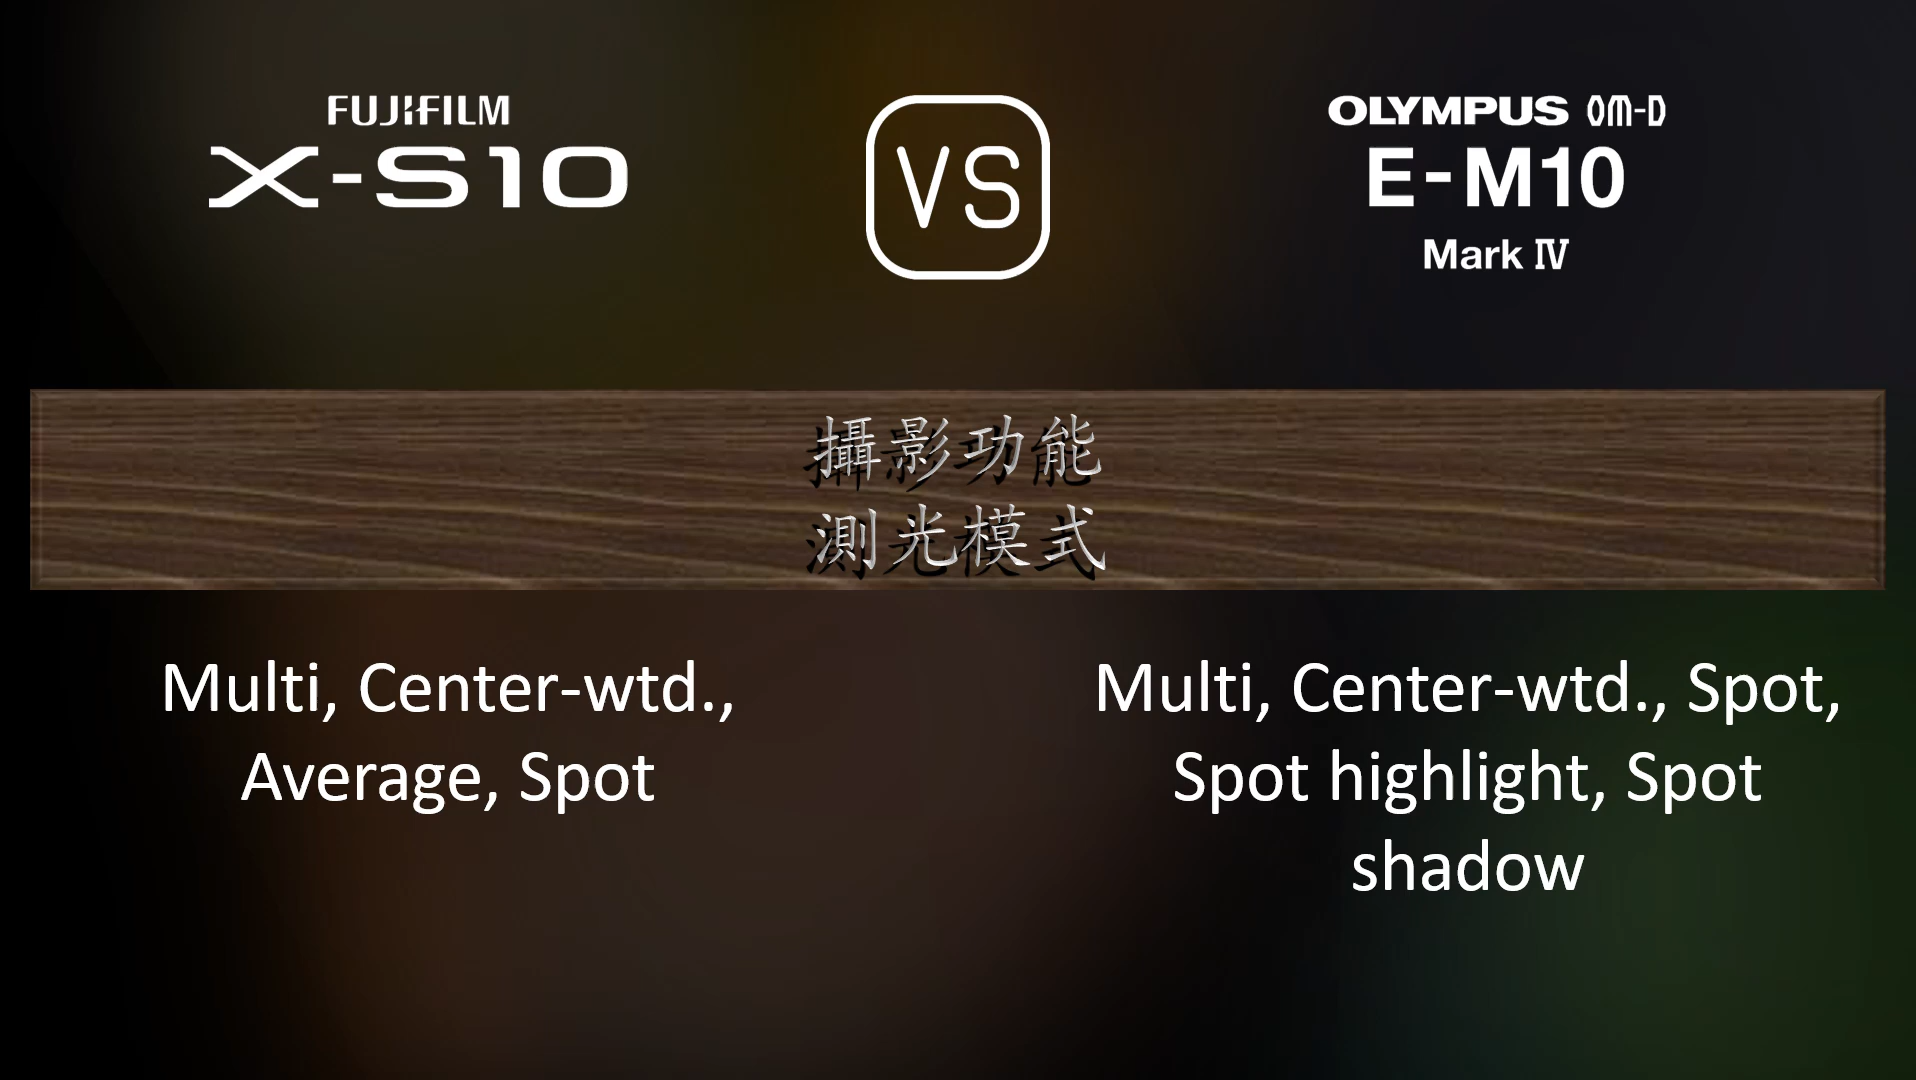 FUJIFILM
X-S10
VS
OLYMPUS OM-D
E-M10
Mark IV
攝影功能
測光模式
Multi, Center-wtd.,
Average, Spot
Multi, Center-wtd., Spot,
Spot highlight, Spot
shadow